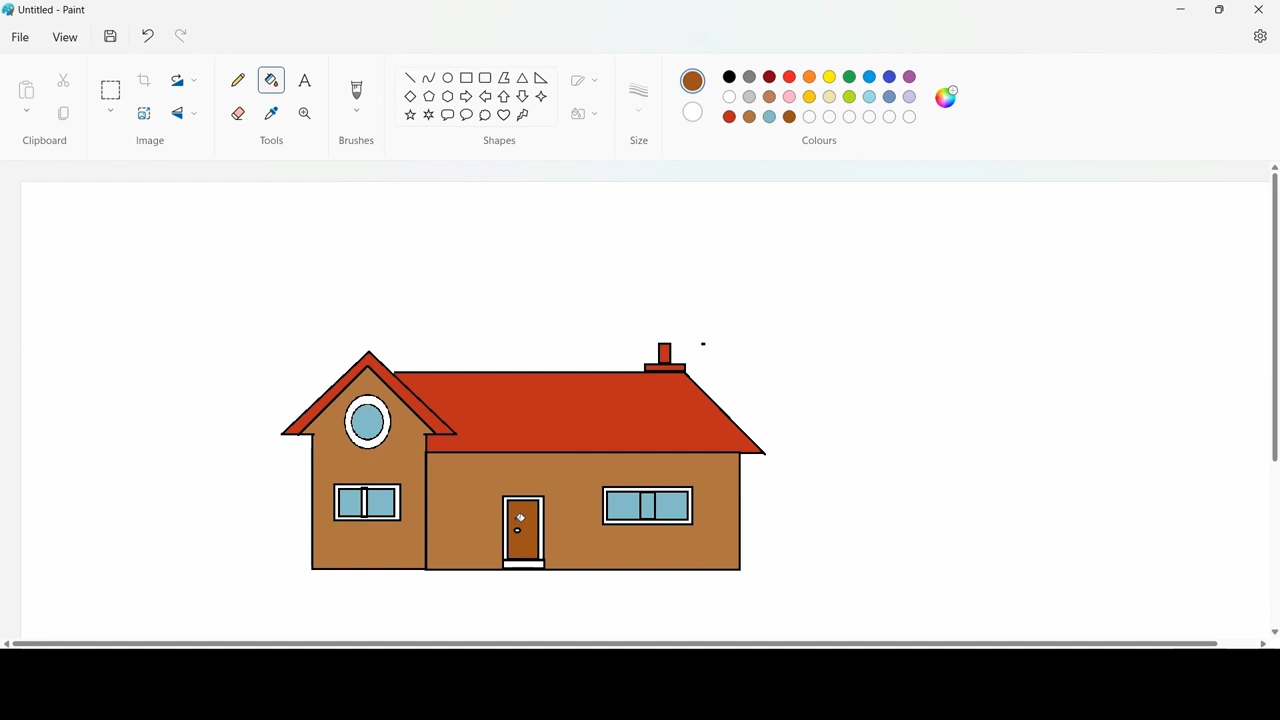 Untitled - Paint
File View
Clipboard Image Tools Brushes Shapes Size Colours